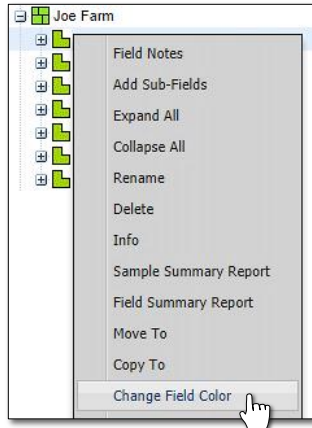 Joe Farm
Field Notes
Add Sub-Fields
Expand All
Collapse All
Rename
Delete
Info
Sample Summary Report
Field Summary Report
Move To
Copy To
Change Field Color